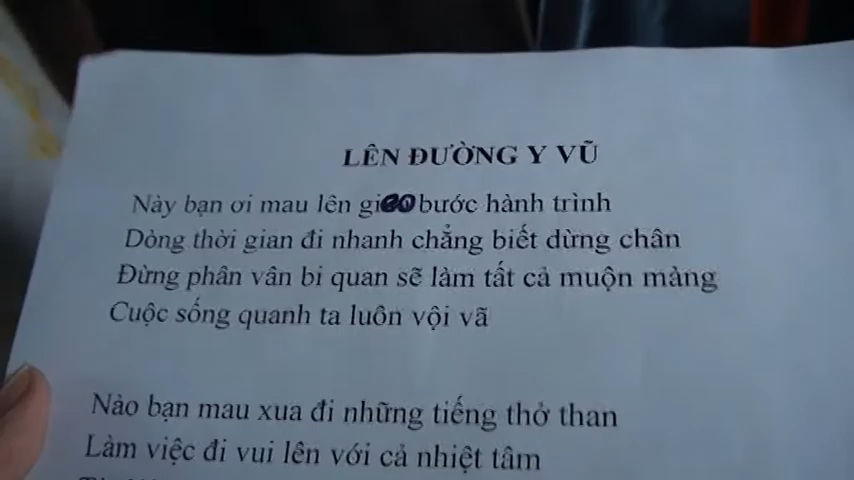 LÊN ĐƯỜNG Y VŨ
Này bạn ơi mau lên gieo bước hành trình
Dòng thời gian đi nhanh chẳng biết dừng chân
Đừng phân vân bi quan sẽ làm tất cả muộn màng
Cuộc sống quanh ta luôn vội vã
Nào bạn mau xua đi những tiếng thở than
Làm việc đi vui lên với cả nhiệt tâm